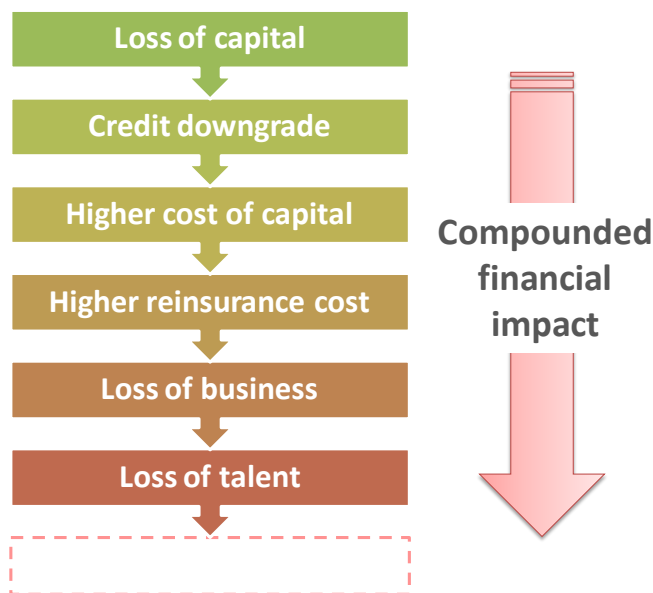 Loss of capital
Credit downgrade
Higher cost of capital
Higher reinsurance cost
Loss of business
Loss of talent
Compounded
financial
impact